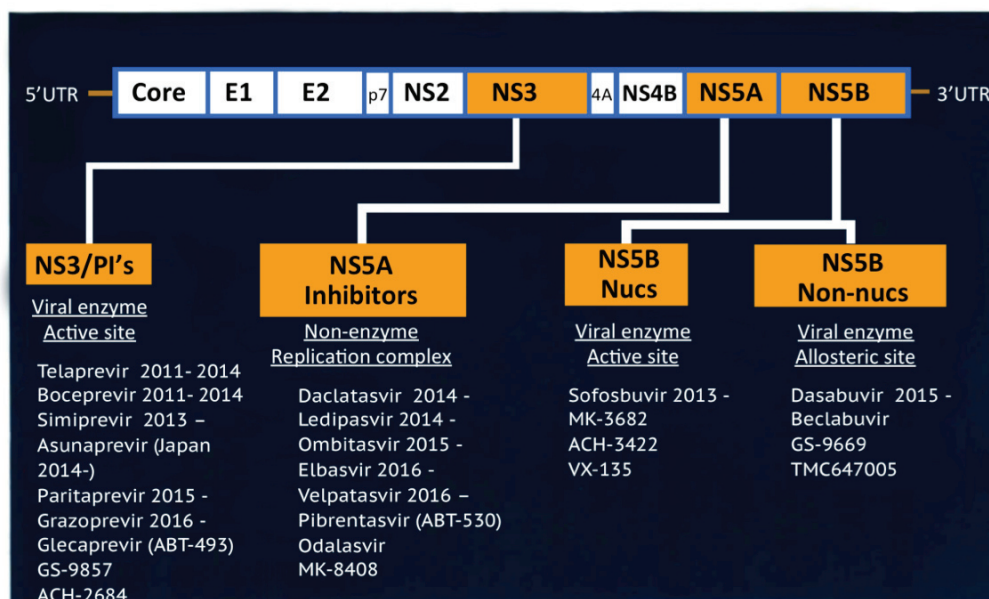 5'UTR Core E1 E2 p7 NS2 NS3 4A NS4B NS5A NS5B 3'UTR
NS3/PI's
Viral enzyme
Active site
Telaprevir 2011- 2014
Boceprevir 2011- 2014
Simiprevir 2013 –
Asunaprevir (Japan
2014-)
Paritaprevir 2015 -
Grazoprevir 2016 -
Glecaprevir (ABT-493)
GS-9857
ACH-2684
NS5A
Inhibitors
Non-enzyme
Replication complex
Daclatasvir 2014 -
Ledipasvir 2014 -
Ombitasvir 2015 -
Elbasvir 2016 -
Velpatasvir 2016 –
Pibrentasvir (ABT-530)
Odalasvir
MK-8408
NS5B
Nucs
Viral enzyme
Active site
Sofosbuvir 2013 -
MK-3682
ACH-3422
VX-135
NS5B
Non-nucs
Viral enzyme
Allosteric site
Dasabuvir 2015 -
Beclabuvir
GS-9669
TMC647005